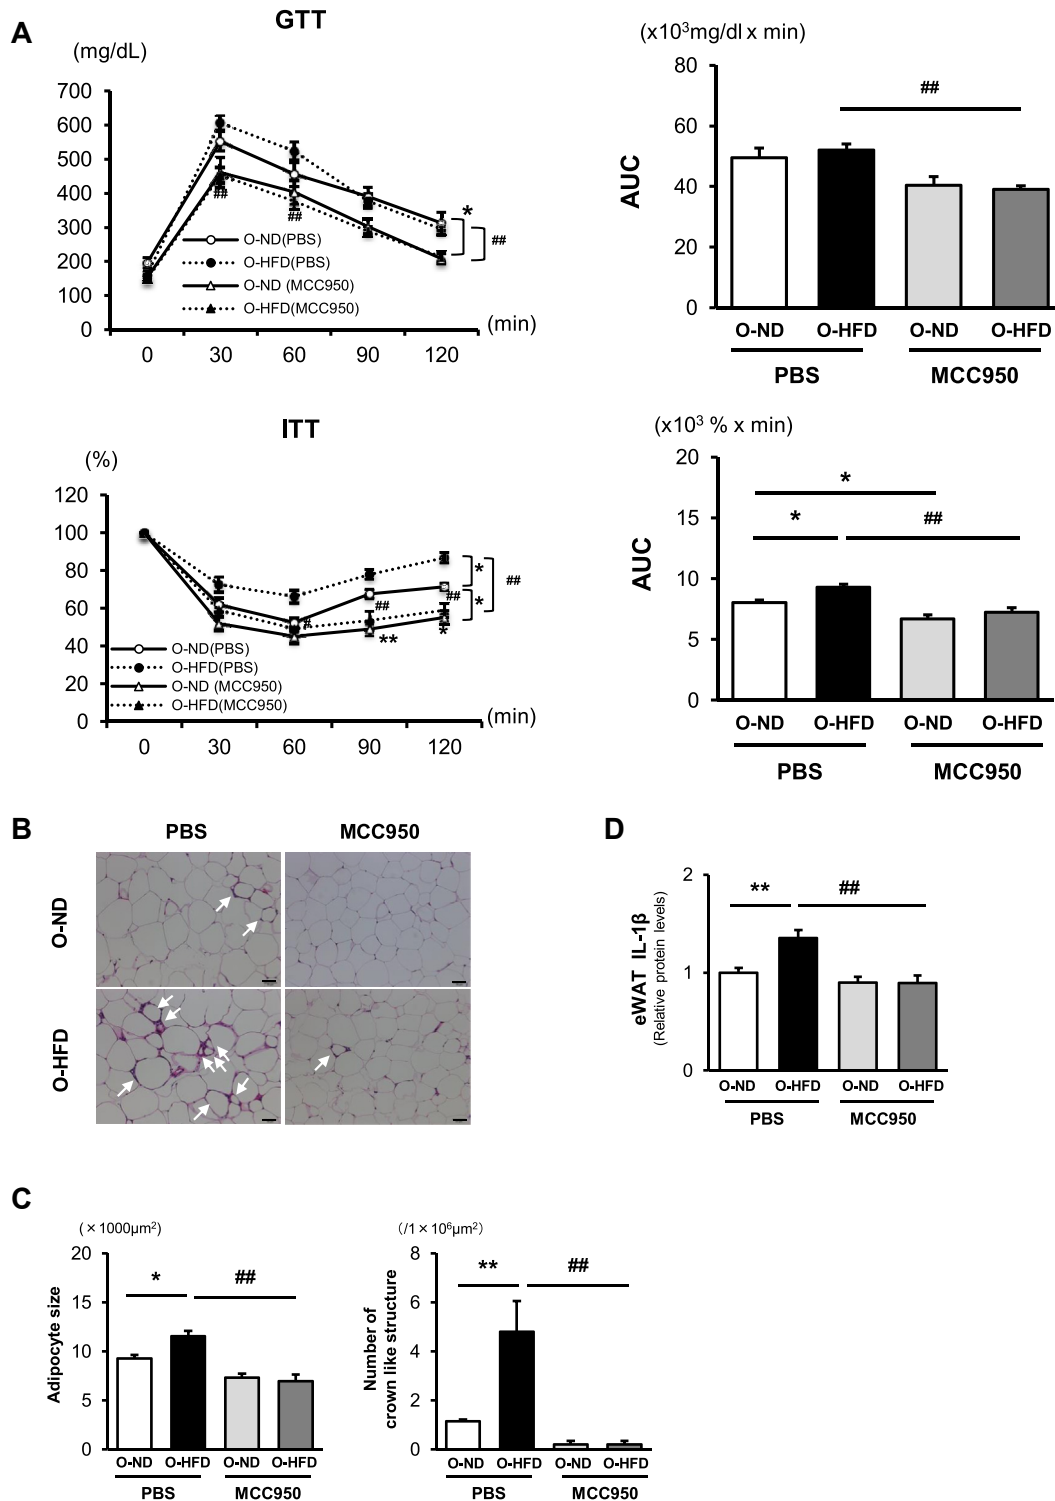 A
GTT
(mg/dL)
700
600
500
400
300
200
100
0
##
##
*
##
O-ND(PBS)
O-HFD(PBS)
O-ND (MCC950)
O-HFD(MCC950)
(min)
0 30 60 90 120
(x10³mg/dl x min)
AUC
80
60
40
20
0
##
O-ND O-HFD O-ND O-HFD
PBS MCC950
ITT
(%)
120
100
80
60
40
20
0
#
##
**
##
*
*
*
##
O-ND(PBS)
O-HFD(PBS)
O-ND (MCC950)
O-HFD(MCC950)
(min)
0 30 60 90 120
(x10³ % x min)
AUC
20
15
10
5
0
*
* ##
O-ND O-HFD O-ND O-HFD
PBS MCC950
B
PBS MCC950
O-ND
O-HFD
D
eWAT IL-1β
(Relative protein levels)
2
1
0
** ##
O-ND O-HFD O-ND O-HFD
PBS MCC950
C
(×1000μm²)
Adipocyte size
20
15
10
5
0
* ##
O-ND O-HFD O-ND O-HFD
PBS MCC950
(/1×10⁶μm²)
Number of
crown like structure
8
6
4
2
0
** ##
O-ND O-HFD O-ND O-HFD
PBS MCC950